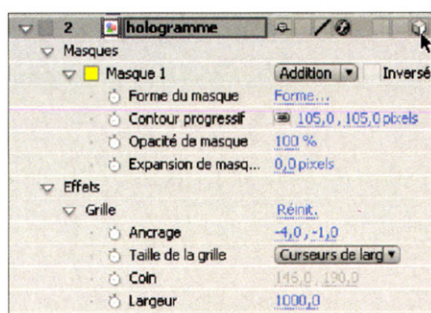 2 hologramme
Masques
Masque 1 Addition Inversé
Forme du masque Forme...
Contour progressif 105,0 , 105,0 pixels
Opacité de masque 100 %
Expansion de masq... 0,0 pixels
Effets
Grille Réinit.
Ancrage -4,0 , -1,0
Taille de la grille Curseurs de larg
Coin 146,0 , 190,0
Largeur 1000,0